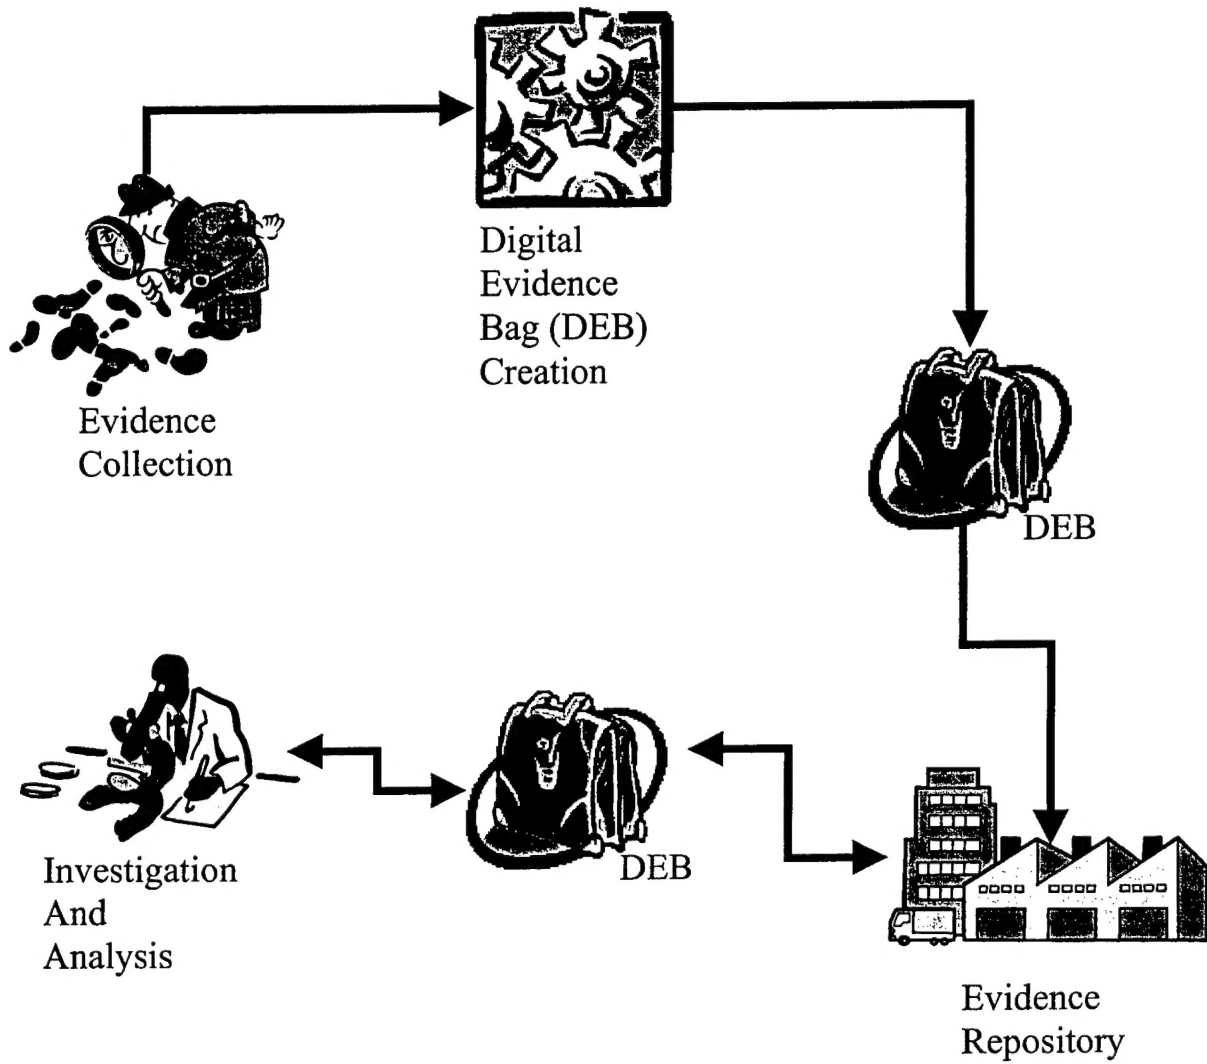 Digital
Evidence
Bag (DEB)
Creation
Evidence
Collection
DEB
Investigation
And
Analysis
DEB
Evidence
Repository